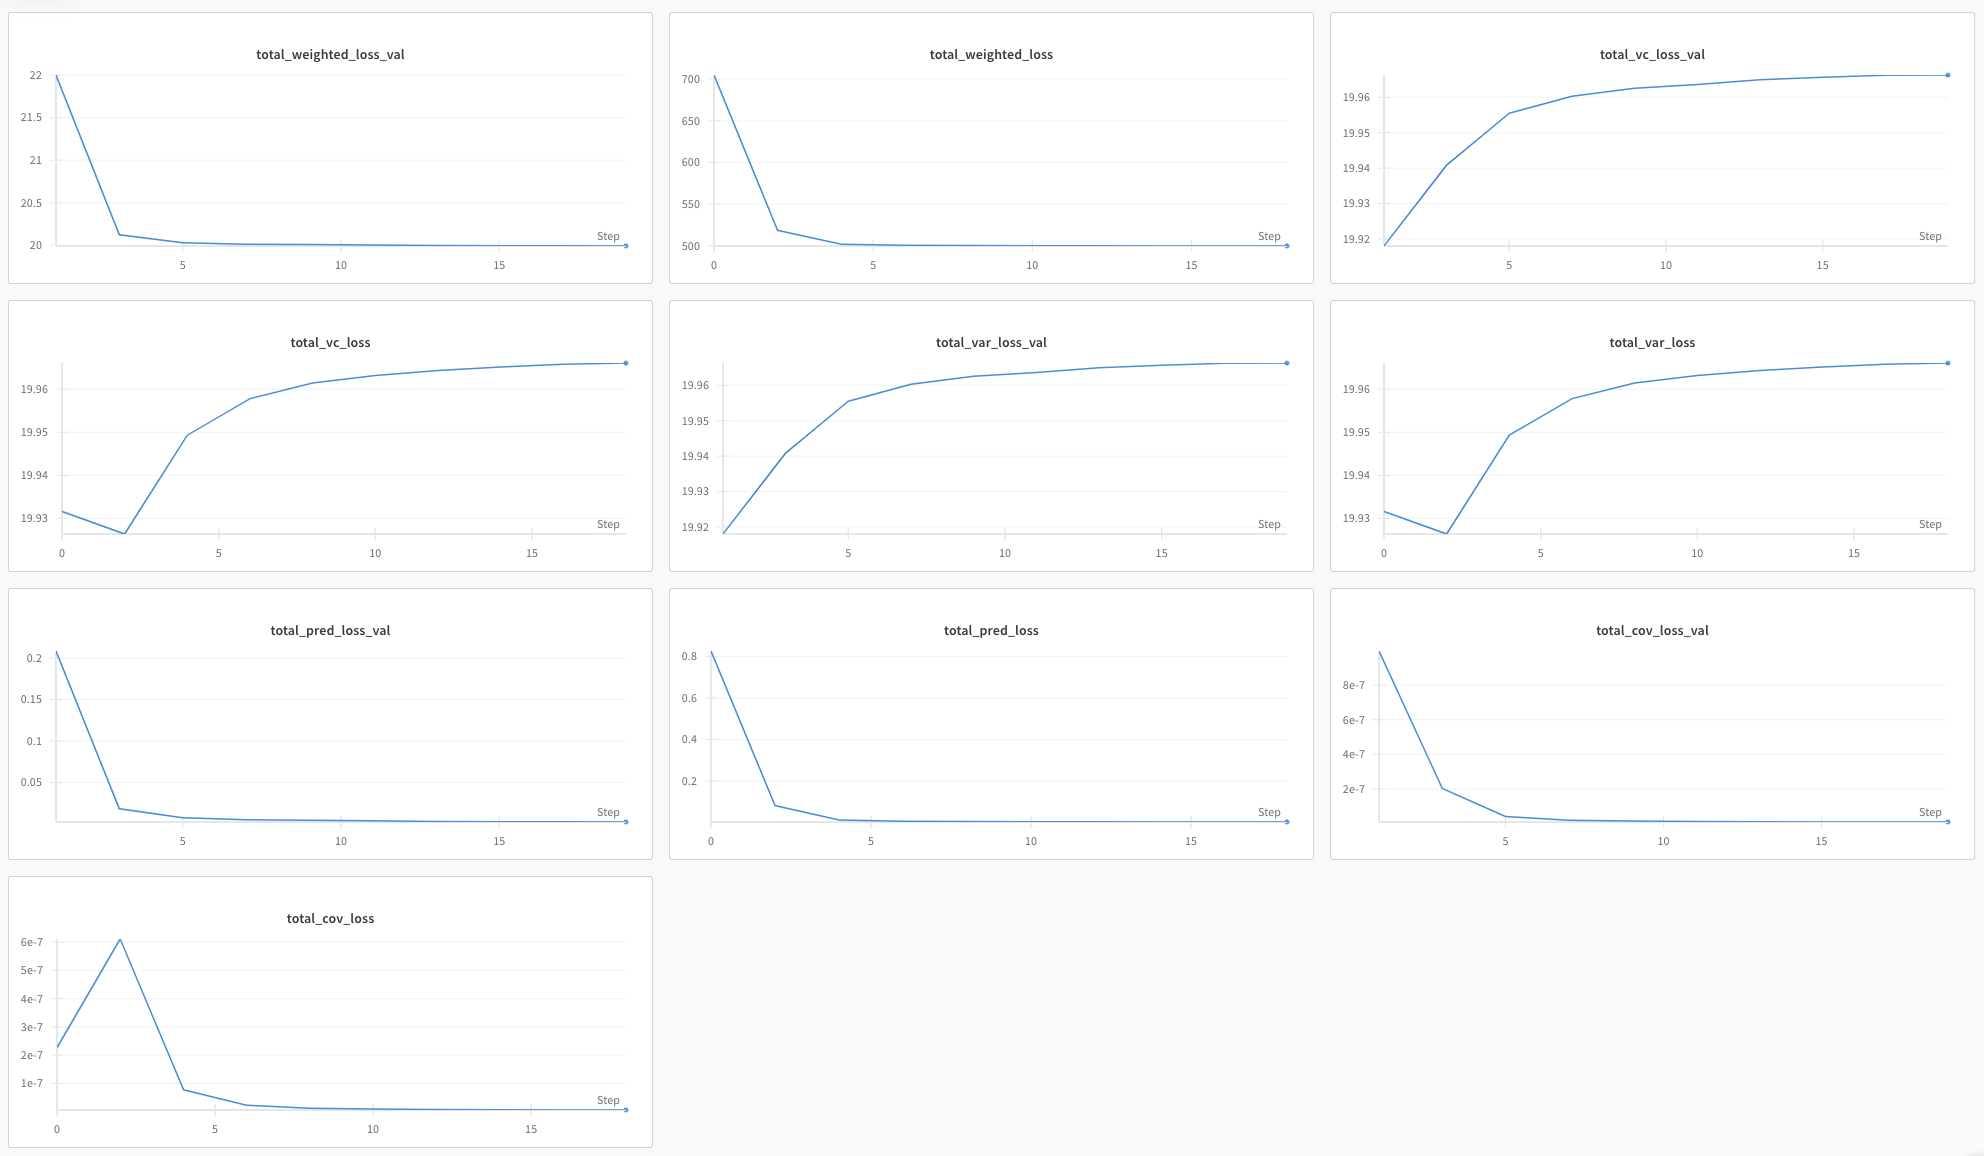 total_weighted_loss_val
22
21.5
21
20.5
20
Step
5 10 15
total_weighted_loss
700
650
600
550
500
Step
0 5 10 15
total_vc_loss_val
19.96
19.95
19.94
19.93
19.92
Step
5 10 15
total_vc_loss
19.96
19.95
19.94
19.93
Step
0 5 10 15
total_var_loss_val
19.96
19.95
19.94
19.93
19.92
Step
5 10 15
total_var_loss
19.96
19.95
19.94
19.93
Step
0 5 10 15
total_pred_loss_val
0.2
0.15
0.1
0.05
Step
5 10 15
total_pred_loss
0.8
0.6
0.4
0.2
Step
0 5 10 15
total_cov_loss_val
8e-7
6e-7
4e-7
2e-7
Step
5 10 15
total_cov_loss
6e-7
5e-7
4e-7
3e-7
2e-7
1e-7
Step
0 5 10 15